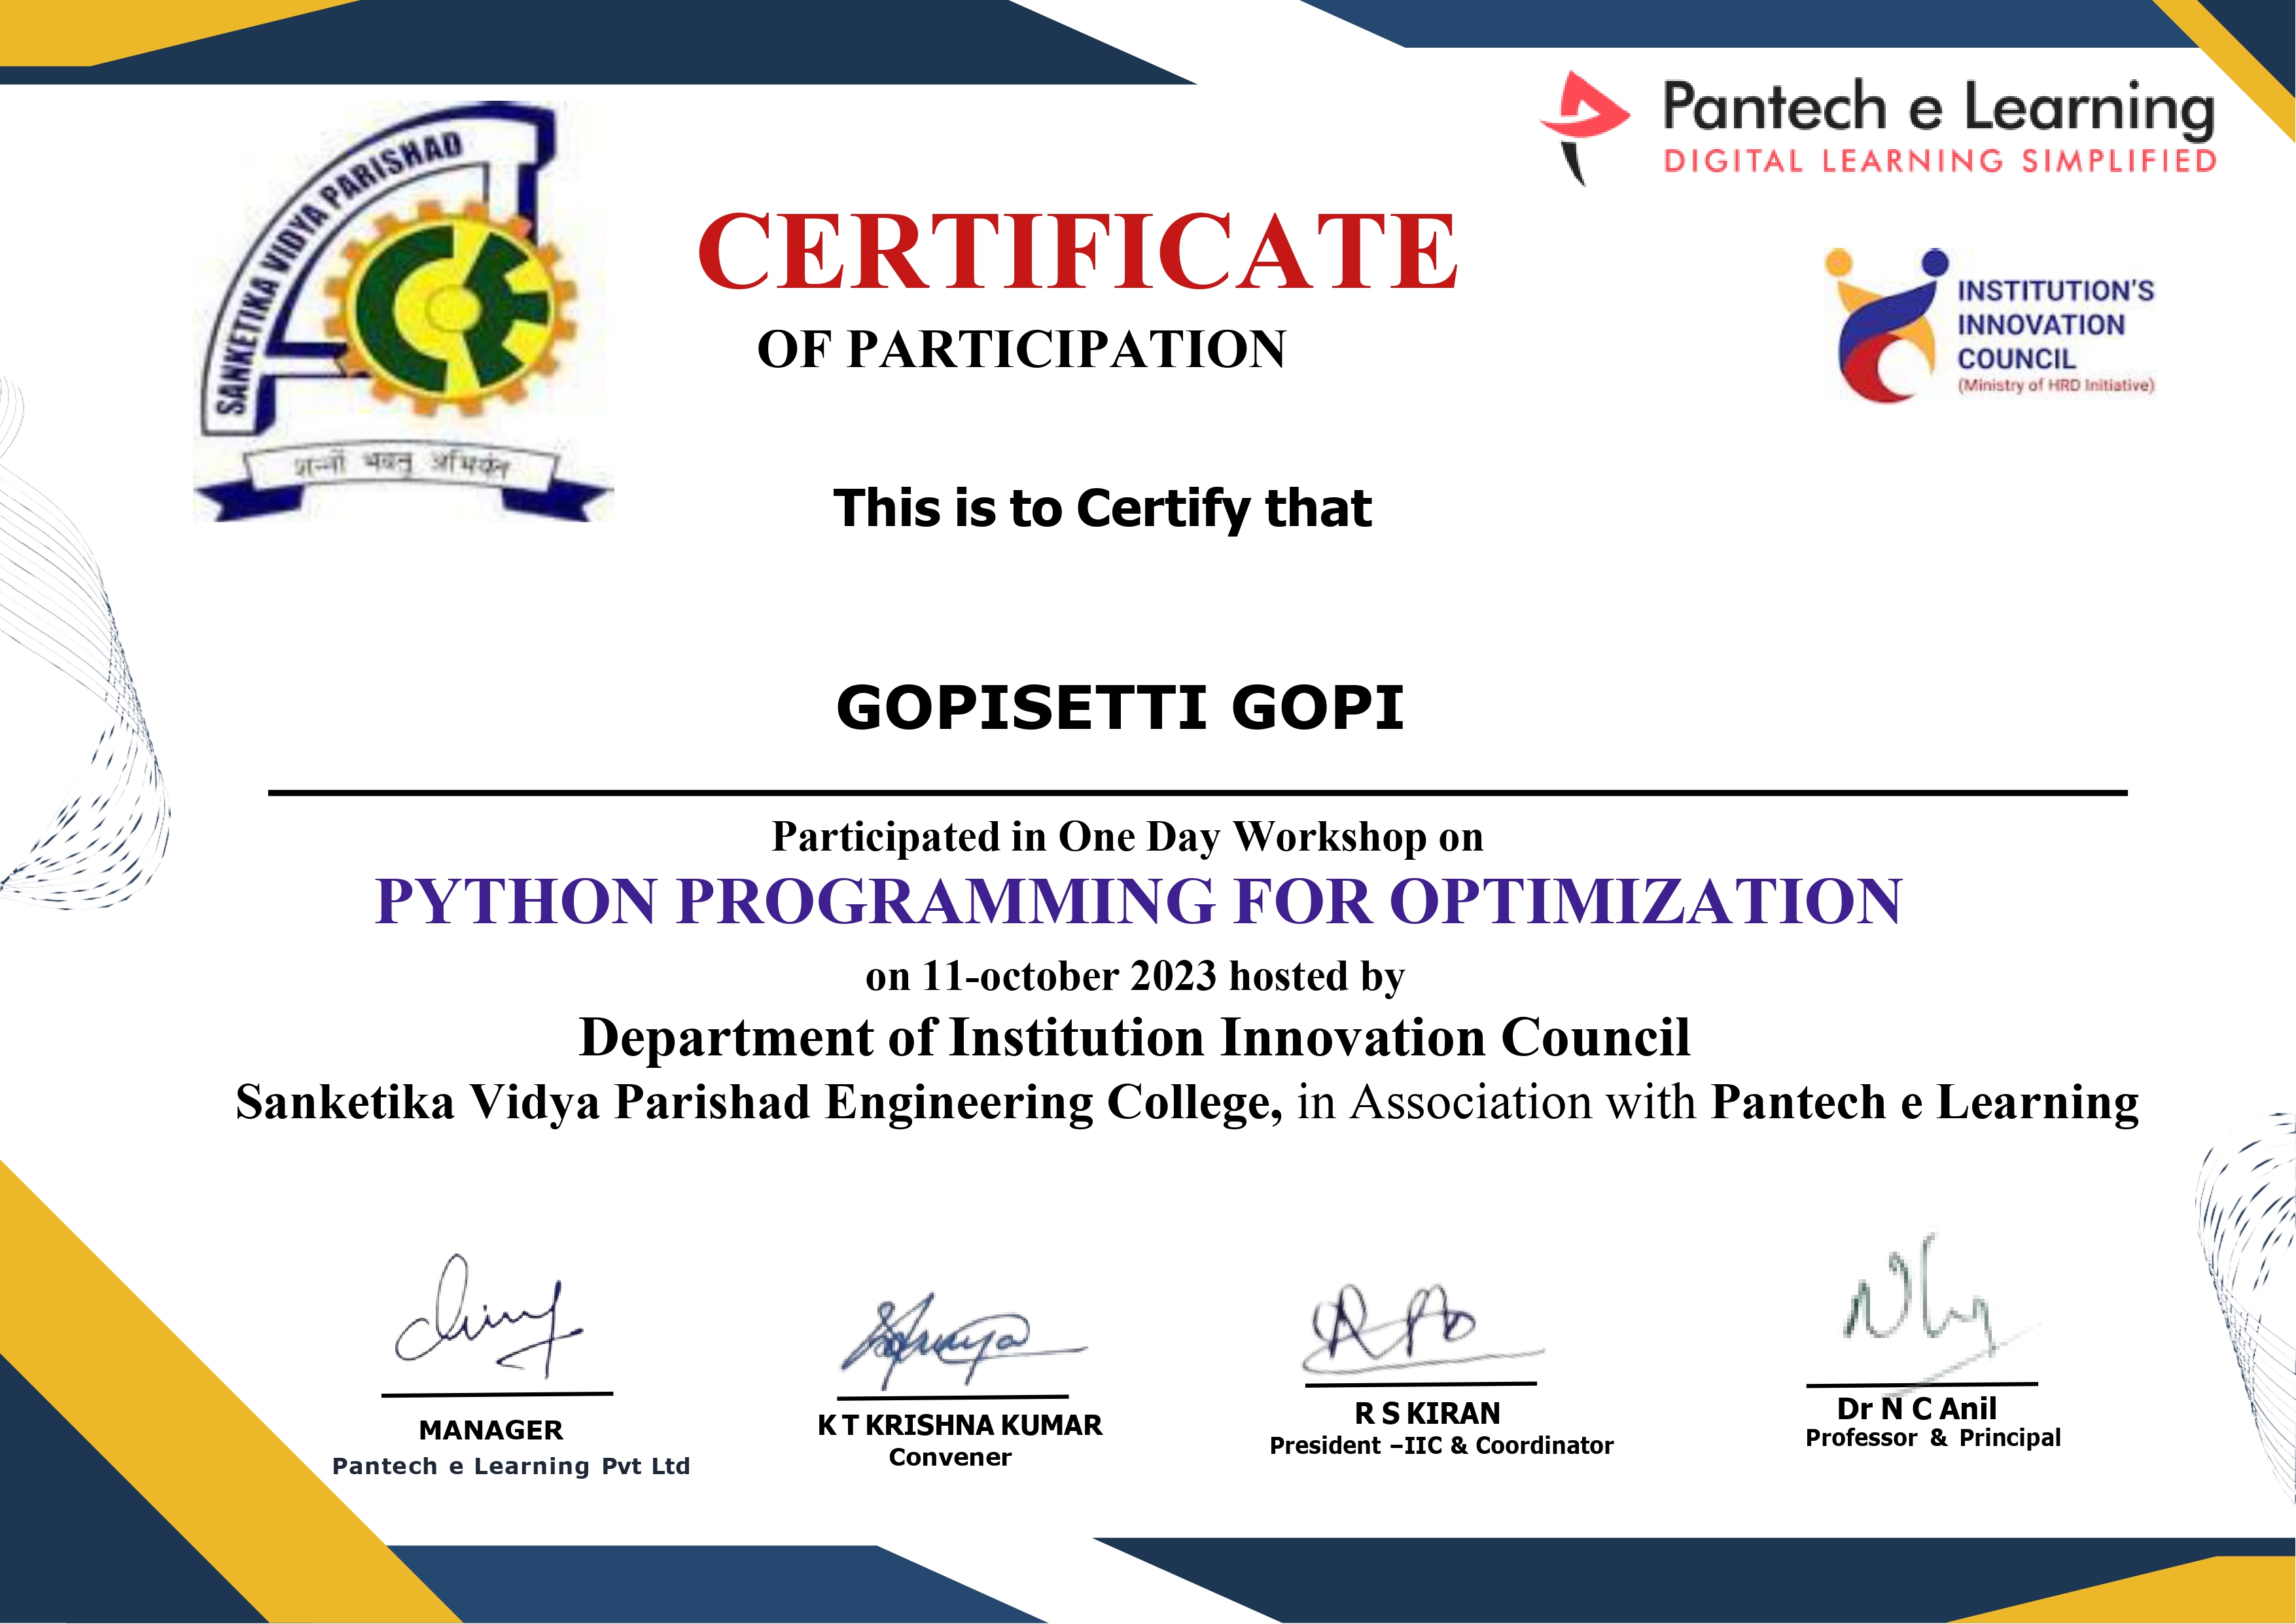 SANKETIKA VIDYA PARISHAD
Pantech e Learning
DIGITAL LEARNING SIMPLIFIED
CERTIFICATE
OF PARTICIPATION
INSTITUTION'S
INNOVATION
COUNCIL
(Ministry of HRD Initiative)
This is to Certify that
GOPISETTI GOPI
Participated in One Day Workshop on
PYTHON PROGRAMMING FOR OPTIMIZATION
on 11-october 2023 hosted by
Department of Institution Innovation Council
Sanketika Vidya Parishad Engineering College, in Association with Pantech e Learning
MANAGER
Pantech e Learning Pvt Ltd
K T KRISHNA KUMAR
Convener
R S KIRAN
President –IIC & Coordinator
Dr N C Anil
Professor & Principal